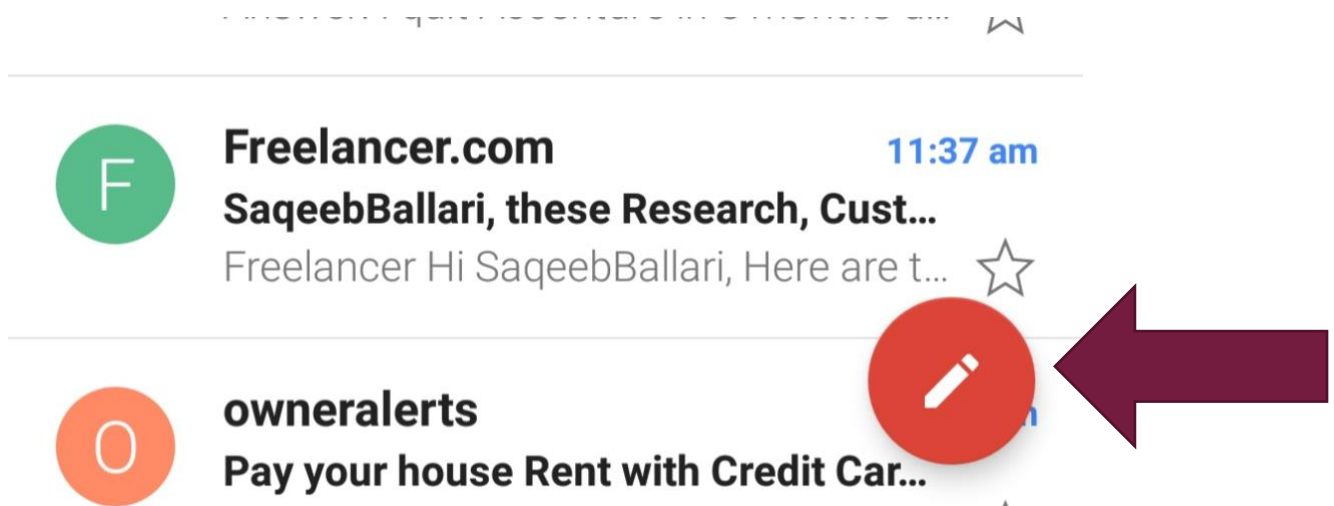 F
Freelancer.com
11:37 am
SaqeebBallari, these Research, Cust...
Freelancer Hi SaqeebBallari, Here are t...
O
owneralerts
Pay your house Rent with Credit Car...